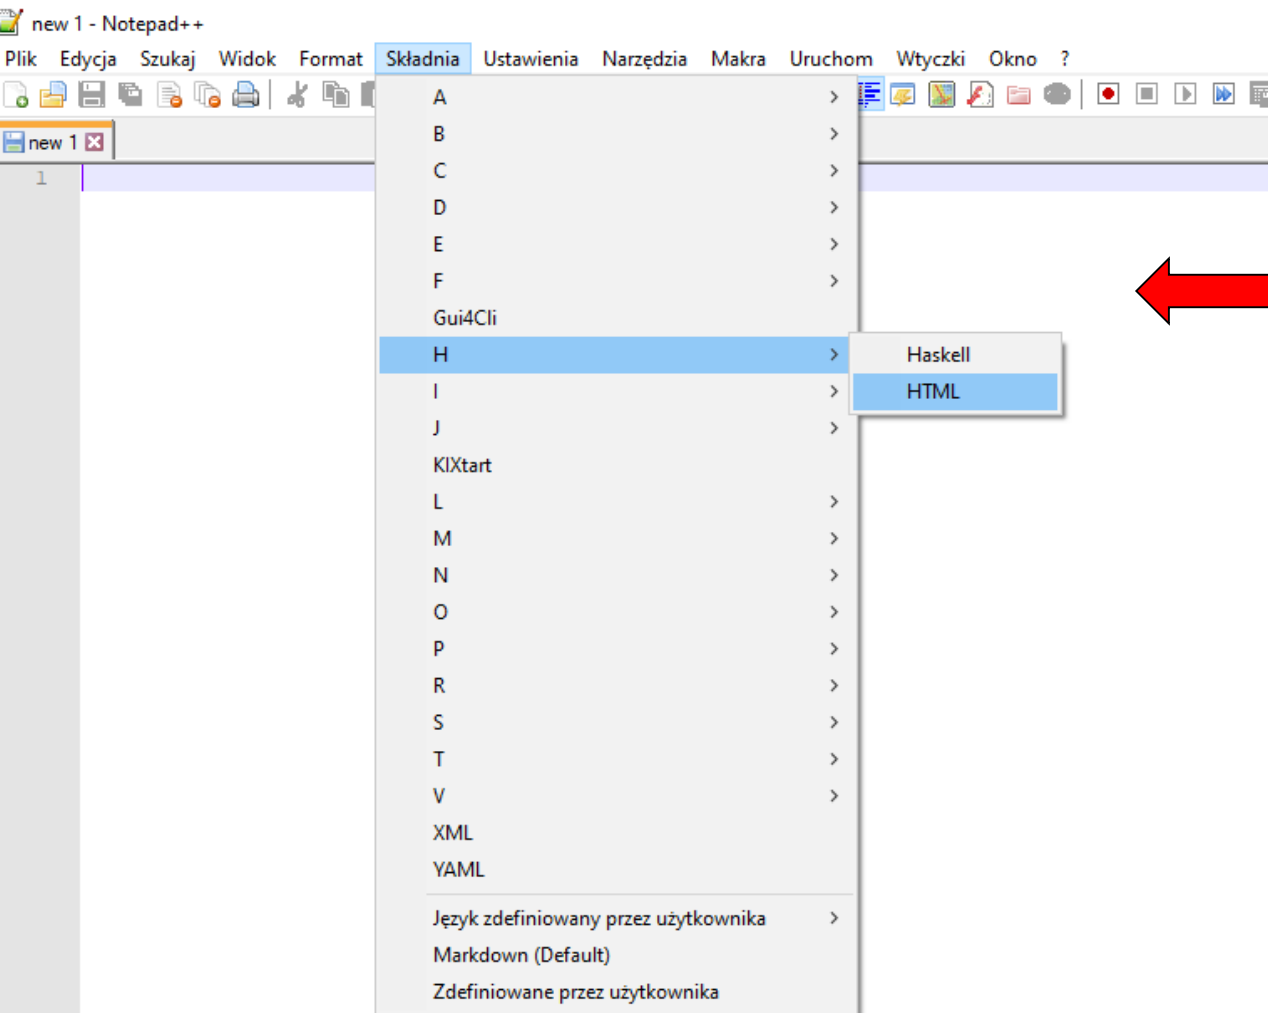 new 1 - Notepad++
Plik Edycja Szukaj Widok Format Składnia Ustawienia Narzędzia Makra Uruchom Wtyczki Okno ?
new 1
1
A
B
C
D
E
F
Gui4Cli
H
Haskell
HTML
I
J
KIXtart
L
M
N
O
P
R
S
T
V
XML
YAML
Język zdefiniowany przez użytkownika
Markdown (Default)
Zdefiniowane przez użytkownika